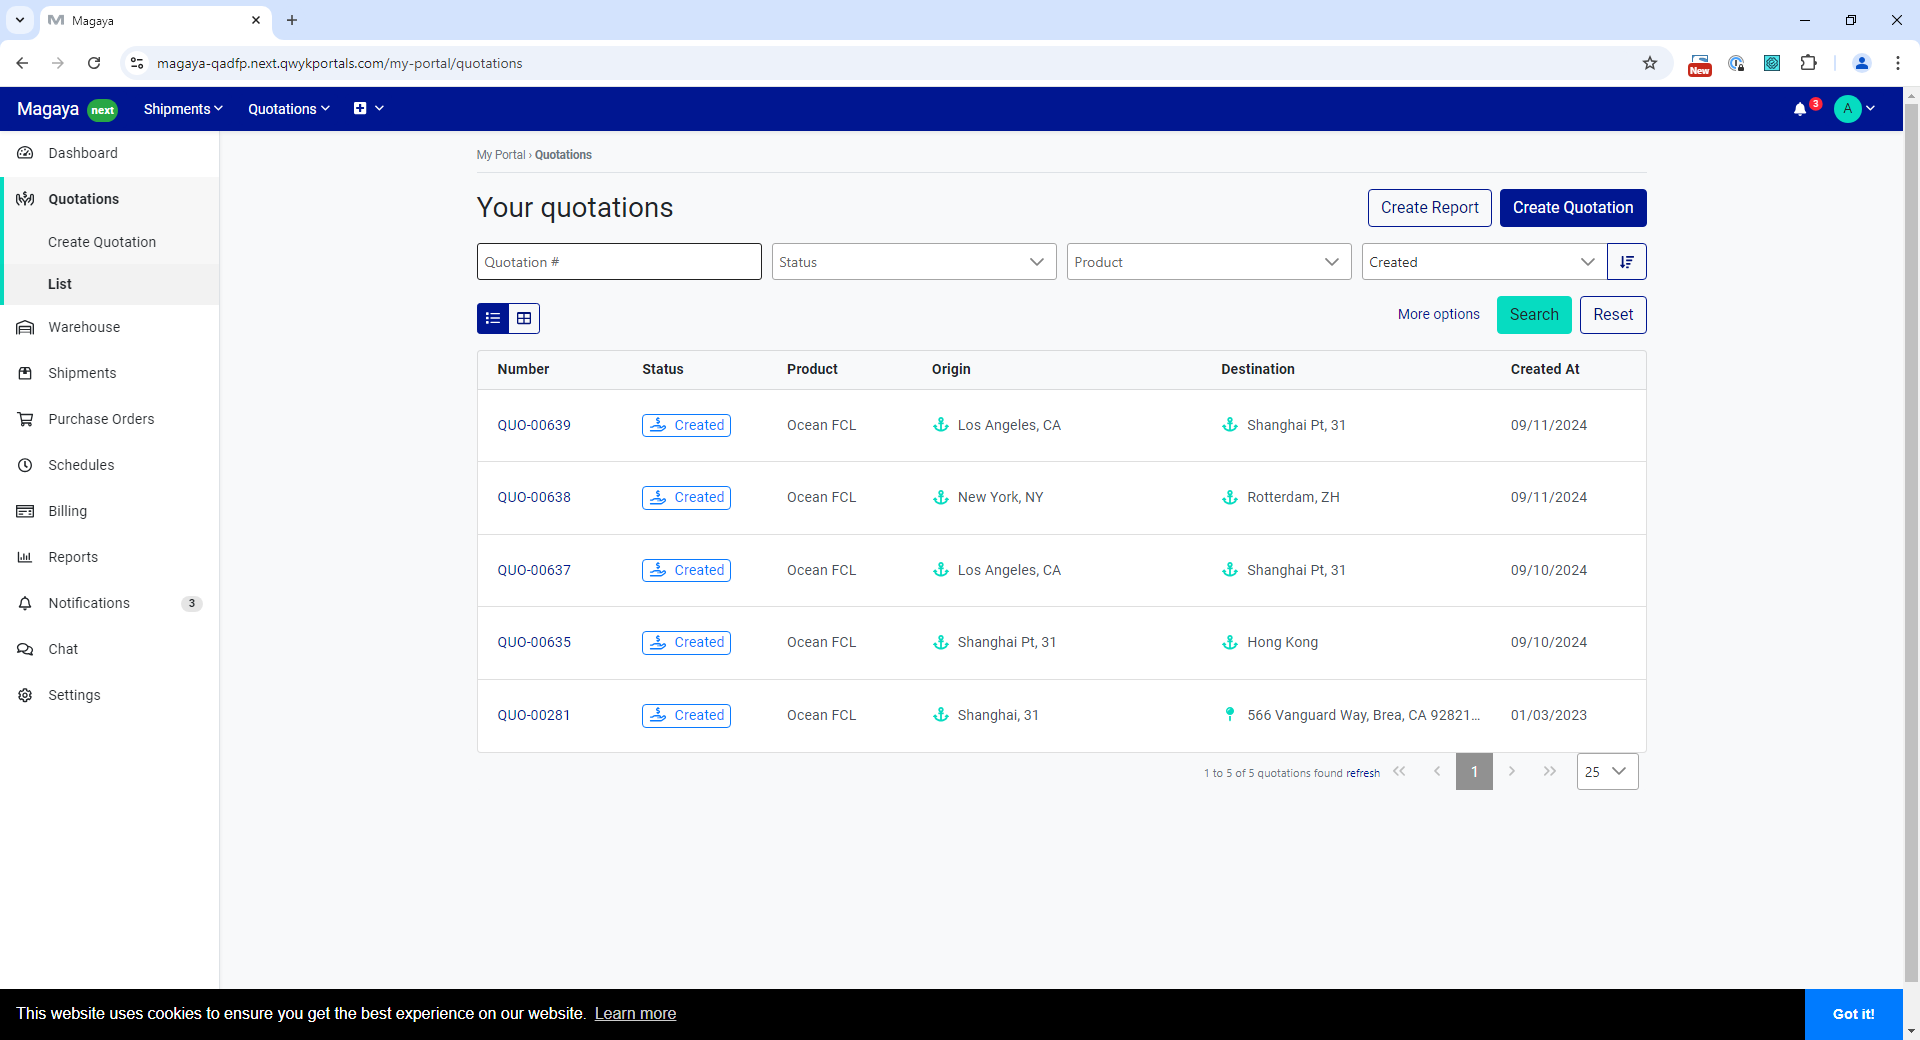 Magaya
magaya-qadfp.next.qwykportals.com/my-portal/quotations
New
Magaya next Shipments Quotations 3 A
Dashboard
Quotations
Create Quotation
List
Warehouse
Shipments
Purchase Orders
Schedules
Billing
Reports
Notifications 3
Chat
Settings
My Portal › Quotations
Your quotations
Create Report Create Quotation
Quotation # Status Product Created
More options Search Reset
Number Status Product Origin Destination Created At
QUO-00639 Created Ocean FCL Los Angeles, CA Shanghai Pt, 31 09/11/2024
QUO-00638 Created Ocean FCL New York, NY Rotterdam, ZH 09/11/2024
QUO-00637 Created Ocean FCL Los Angeles, CA Shanghai Pt, 31 09/10/2024
QUO-00635 Created Ocean FCL Shanghai Pt, 31 Hong Kong 09/10/2024
QUO-00281 Created Ocean FCL Shanghai, 31 566 Vanguard Way, Brea, CA 92821... 01/03/2023
1 to 5 of 5 quotations found refresh 1 25
This website uses cookies to ensure you get the best experience on our website. Learn more
Got it!